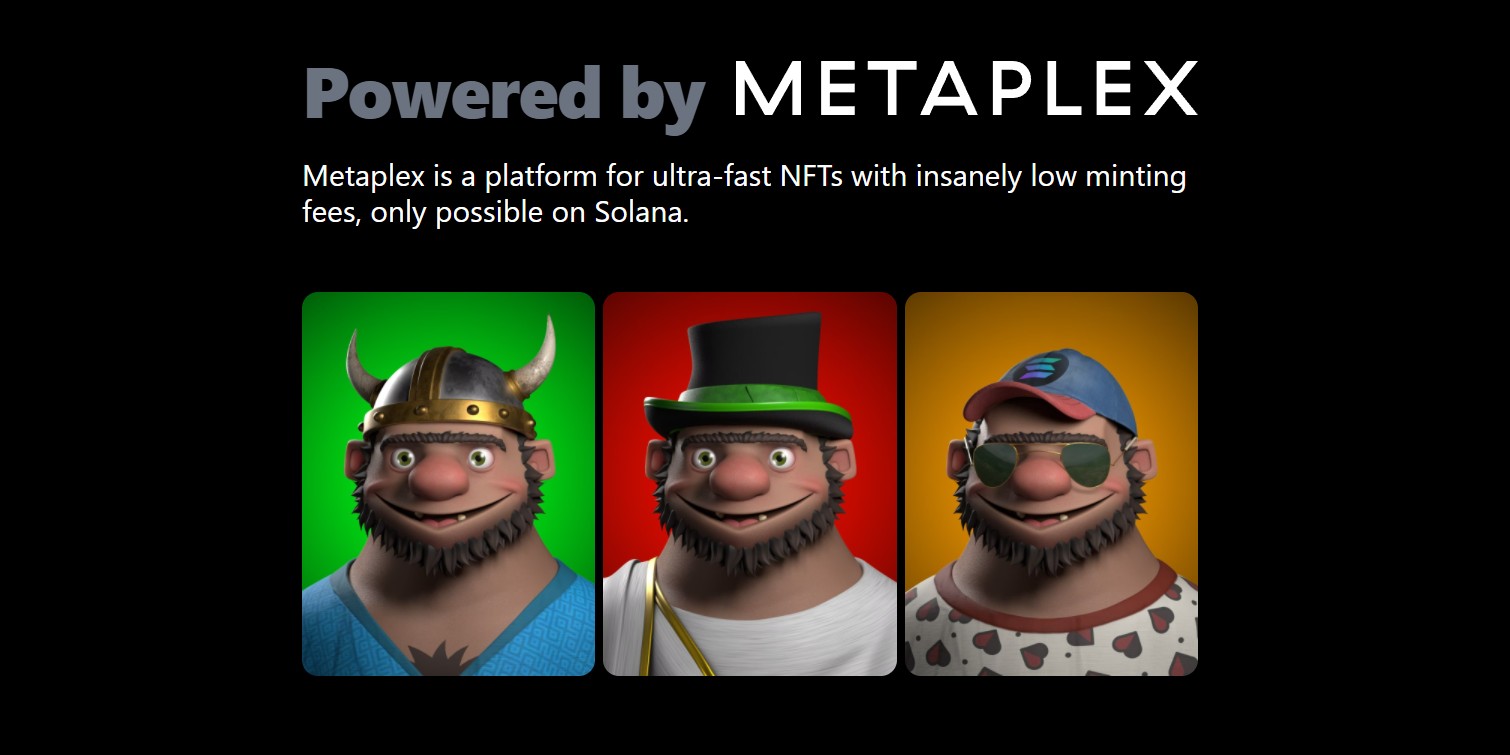 Powered by METAPLEX
Metaplex is a platform for ultra-fast NFTs with insanely low minting
fees, only possible on Solana.